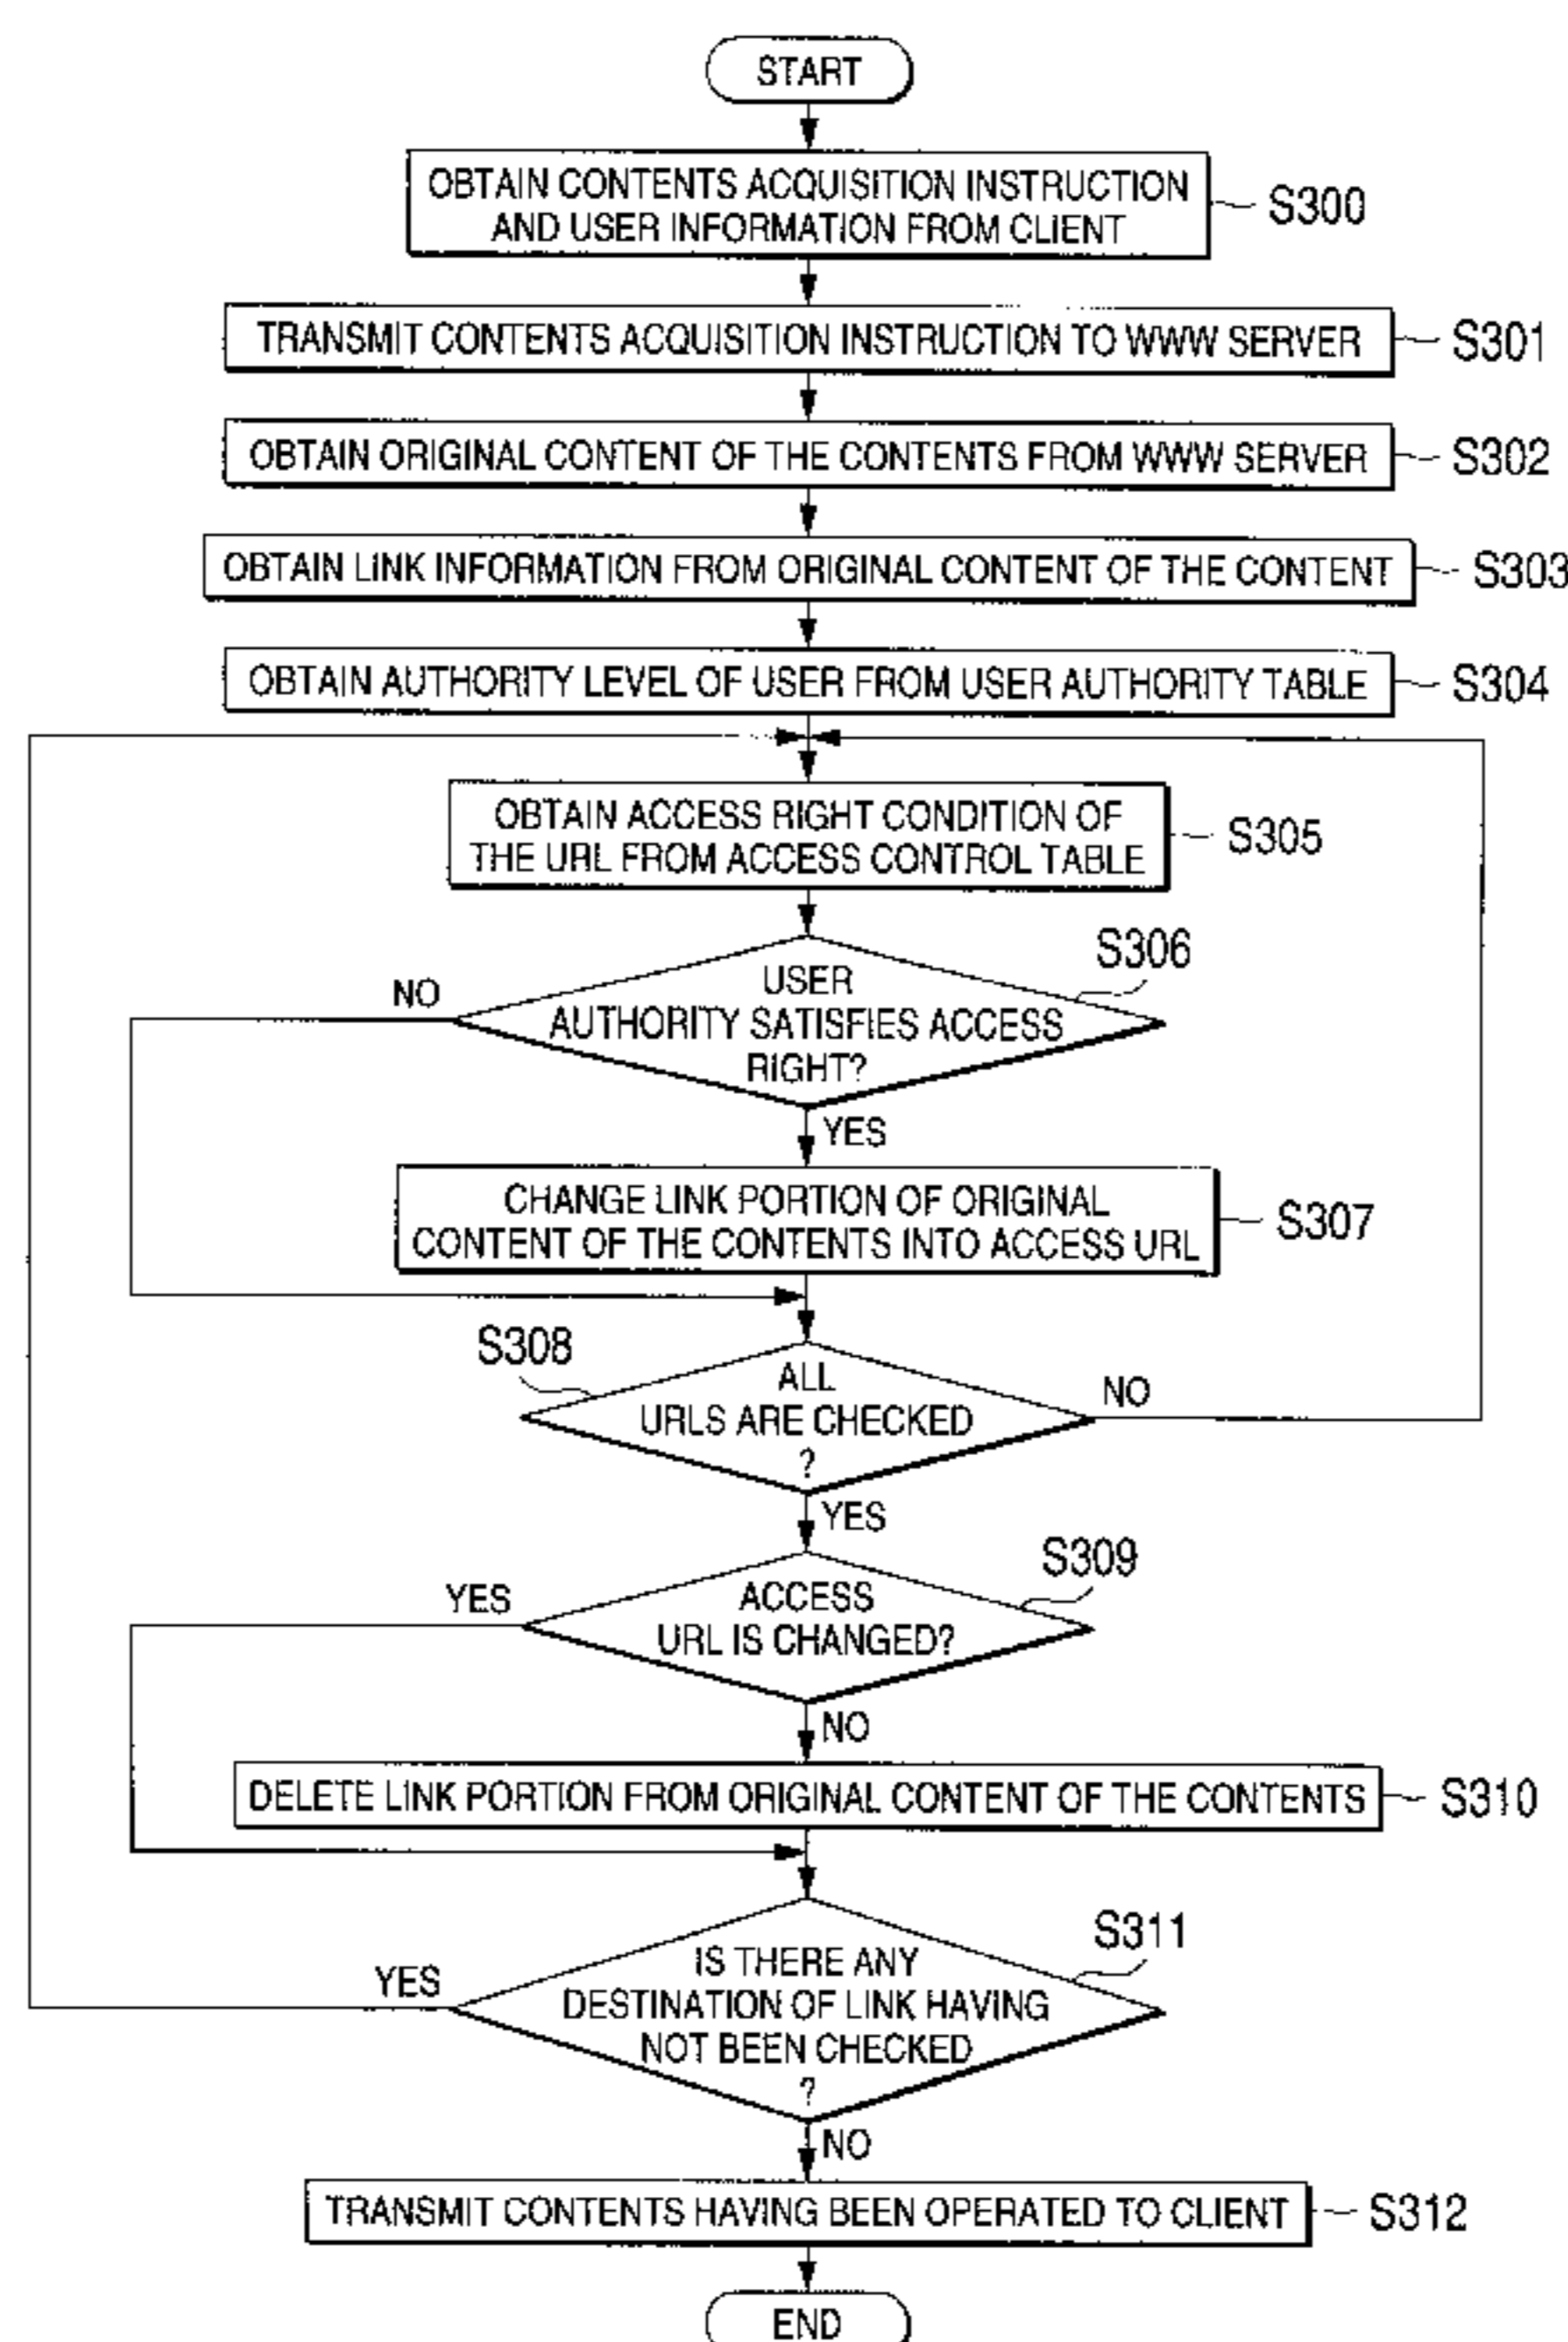 START
OBTAIN CONTENTS ACQUISITION INSTRUCTION
AND USER INFORMATION FROM CLIENT
S300
TRANSMIT CONTENTS ACQUISITION INSTRUCTION TO WWW SERVER
S301
OBTAIN ORIGINAL CONTENT OF THE CONTENTS FROM WWW SERVER
S302
OBTAIN LINK INFORMATION FROM ORIGINAL CONTENT OF THE CONTENT
S303
OBTAIN AUTHORITY LEVEL OF USER FROM USER AUTHORITY TABLE
S304
OBTAIN ACCESS RIGHT CONDITION OF
THE URL FROM ACCESS CONTROL TABLE
S305
S306
NO
USER
AUTHORITY SATISFIES ACCESS
RIGHT?
YES
CHANGE LINK PORTION OF ORIGINAL
CONTENT OF THE CONTENTS INTO ACCESS URL
S307
S308
ALL
URLS ARE CHECKED
?
NO
YES
S309
YES
ACCESS
URL IS CHANGED?
NO
DELETE LINK PORTION FROM ORIGINAL CONTENT OF THE CONTENTS
S310
S311
YES
IS THERE ANY
DESTINATION OF LINK HAVING
NOT BEEN CHECKED
?
NO
TRANSMIT CONTENTS HAVING BEEN OPERATED TO CLIENT
S312
END